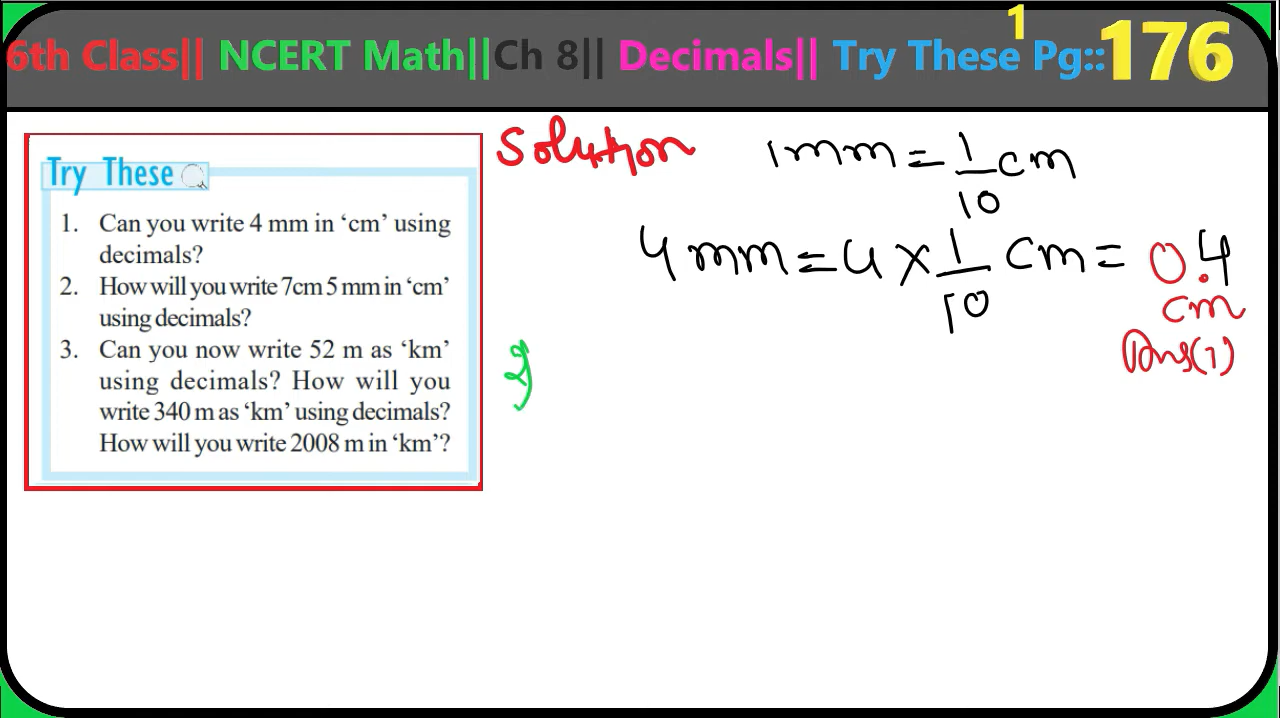 6th Class|| NCERT Math||Ch 8|| Decimals|| Try These Pg::176
1
Try These
1. Can you write 4 mm in ‘cm’ using
decimals?
2. How will you write 7cm 5 mm in ‘cm’
using decimals?
3. Can you now write 52 m as ‘km’
using decimals? How will you
write 340 m as ‘km’ using decimals?
How will you write 2008 m in ‘km’?
Solution
1mm = 1/10 cm
4mm = 4 × 1/10 cm = 0.4
cm
Ans(1)